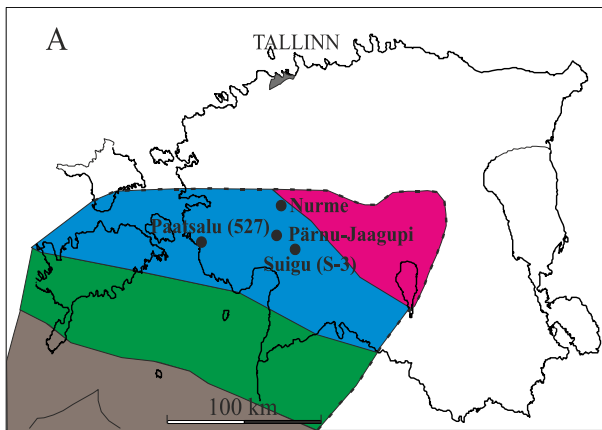 A
TALLINN
Nurme
Paatsalu (527)
Pärnu-Jaagupi
Suigu (S-3)
100 km